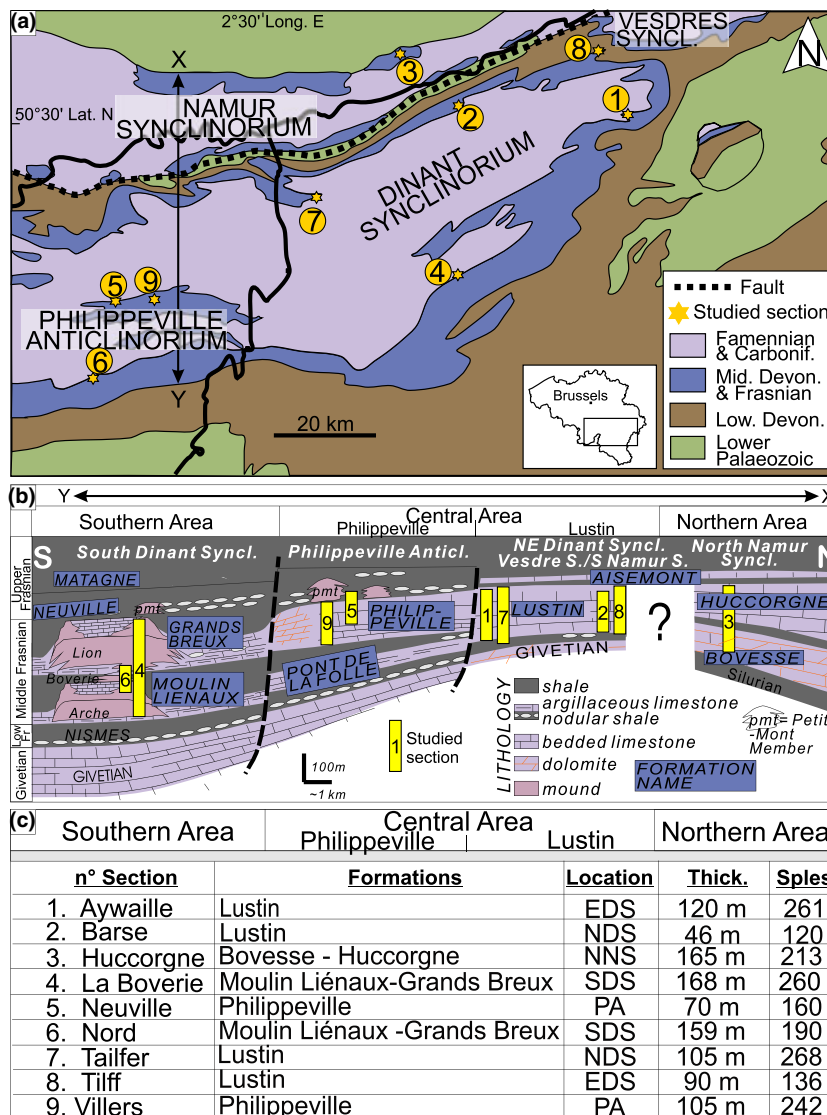 (a)
2°30' Long. E
VESDRES
SYNCL.
8
3
N
X
1
50°30' Lat. N
NAMUR
SYNCLINORIUM
2
DINANT
SYNCLINORIUM
7
4
5
9
PHILIPPEVILLE
ANTICLINORIUM
6
Y
20 km
Brussels
Fault
Studied section
Famennian
& Carbonif.
Mid. Devon.
& Frasnian
Low. Devon.
Lower
Palaeozoic
(b)
Y
X
Southern Area
Central Area
Philippeville
Lustin
Northern Area
S
South Dinant Syncl.
Philippeville Anticl.
NE Dinant Syncl.
Vesdre S./S Namur S.
North Namur
Syncl.
N
Upper
Frasnian
Middle Frasnian
Low
Fr
Givetian
MATAGNE
NEUVILLE
pmt
GRANDS
BREUX
Lion
Boverie
6
4
MOULIN
LIENAUX
Arche
NISMES
GIVETIAN
pmt
9
5
PHILIP-
PEVILLE
PONT DE
LA FOLLE
AISEMONT
1
7
LUSTIN
2
8
GIVETIAN
?
HUCCORGNE
3
BOVESSE
Silurian
1
Studied
section
100m
~1 km
LITHOLOGY
shale
argillaceous limestone
nodular shale
bedded limestone
dolomite
mound
pmt= Petit
-Mont
Member
FORMATION
NAME
(c)
Southern Area
Central Area
Philippeville
Lustin
Northern Area
n° Section Formations Location Thick. Sples
1. Aywaille Lustin EDS 120 m 261
2. Barse Lustin NDS 46 m 120
3. Huccorgne Bovesse - Huccorgne NNS 165 m 213
4. La Boverie Moulin Liénaux-Grands Breux SDS 168 m 260
5. Neuville Philippeville PA 70 m 160
6. Nord Moulin Liénaux -Grands Breux SDS 159 m 190
7. Tailfer Lustin NDS 105 m 268
8. Tilff Lustin EDS 90 m 136
9. Villers Philippeville PA 105 m 242